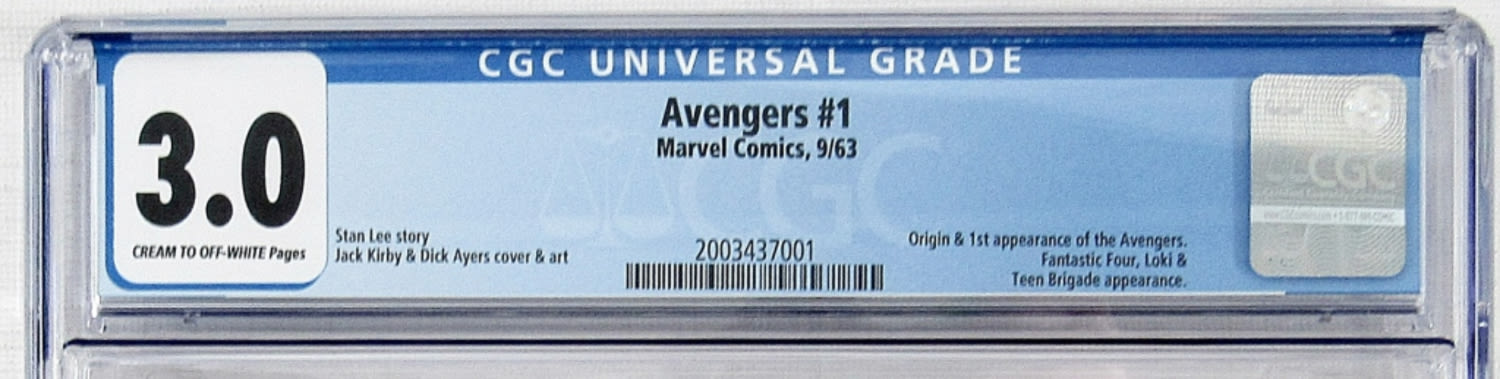 CGC UNIVERSAL GRADE
3.0
CREAM TO OFF-WHITE Pages
Avengers #1
Marvel Comics, 9/63
Stan Lee story
Jack Kirby & Dick Ayers cover & art
2003437001
Origin & 1st appearance of the Avengers.
Fantastic Four, Loki &
Teen Brigade appearance.
CGC
CGC